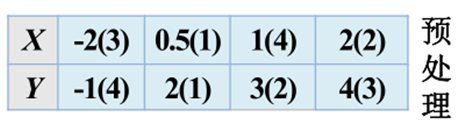 X -2(3) 0.5(1) 1(4) 2(2)
Y -1(4) 2(1) 3(2) 4(3)
预处理